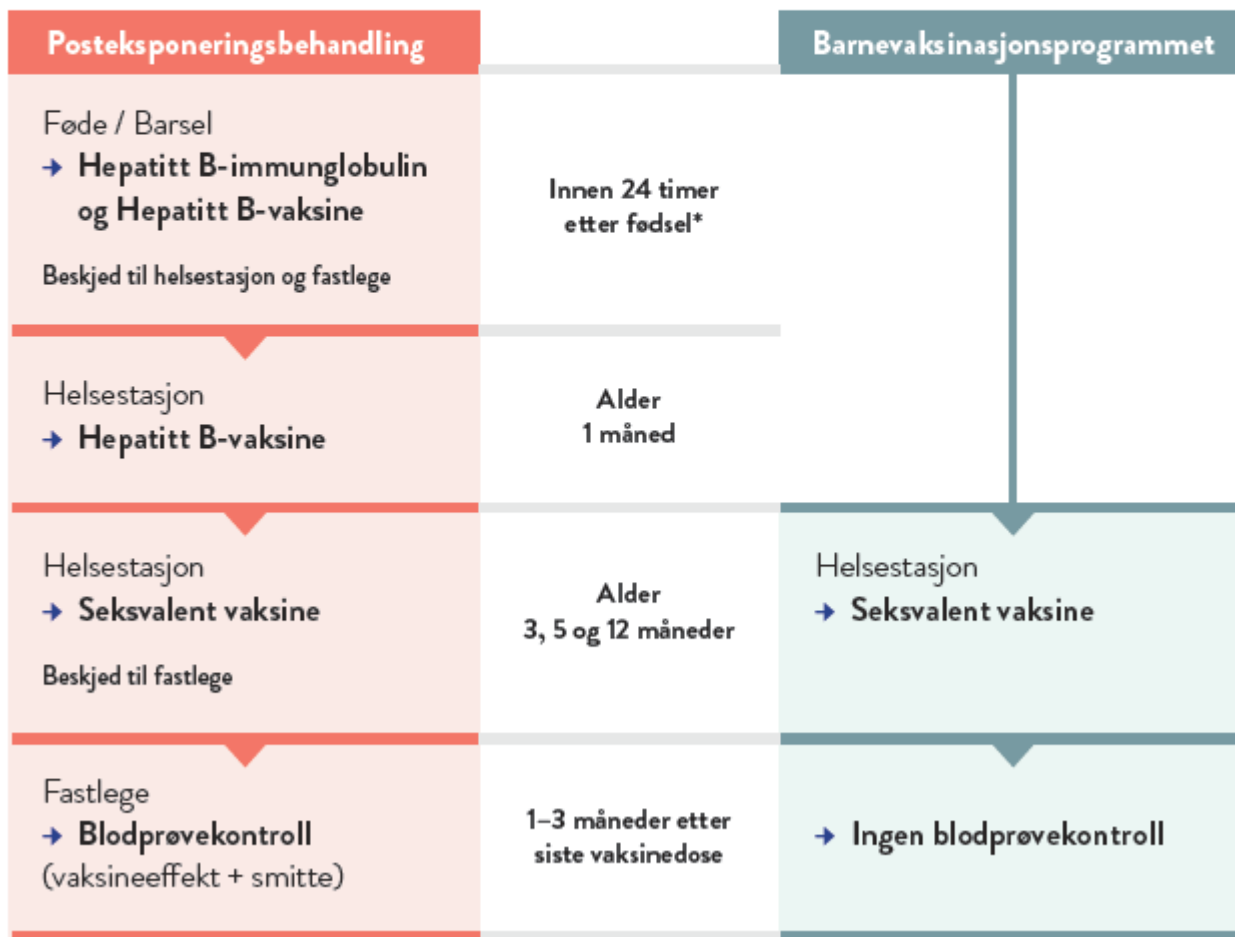 Posteksponeringsbehandling
Barnevaksinasjonsprogrammet
Føde / Barsel
→ Hepatitt B-immunglobulin
og Hepatitt B-vaksine
Beskjed til helsestasjon og fastlege
Innen 24 timer
etter fødsel*
Helsestasjon
→ Hepatitt B-vaksine
Alder
1 måned
Helsestasjon
→ Seksvalent vaksine
Beskjed til fastlege
Alder
3, 5 og 12 måneder
Helsestasjon
→ Seksvalent vaksine
Fastlege
→ Blodprøvekontroll
(vaksineeffekt + smitte)
1–3 måneder etter
siste vaksinedose
→ Ingen blodprøvekontroll